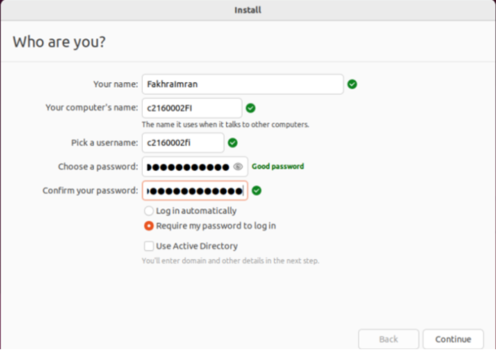 Install
Who are you?
Your name: FakhraImran
Your computer's name: c2160002FI
The name it uses when it talks to other computers.
Pick a username: c2160002fi
Choose a password: ●●●●●●●●●●●● Good password
Confirm your password: ●●●●●●●●●●●●●
Log in automatically
Require my password to log in
Use Active Directory
You'll enter domain and other details in the next step.
Back Continue